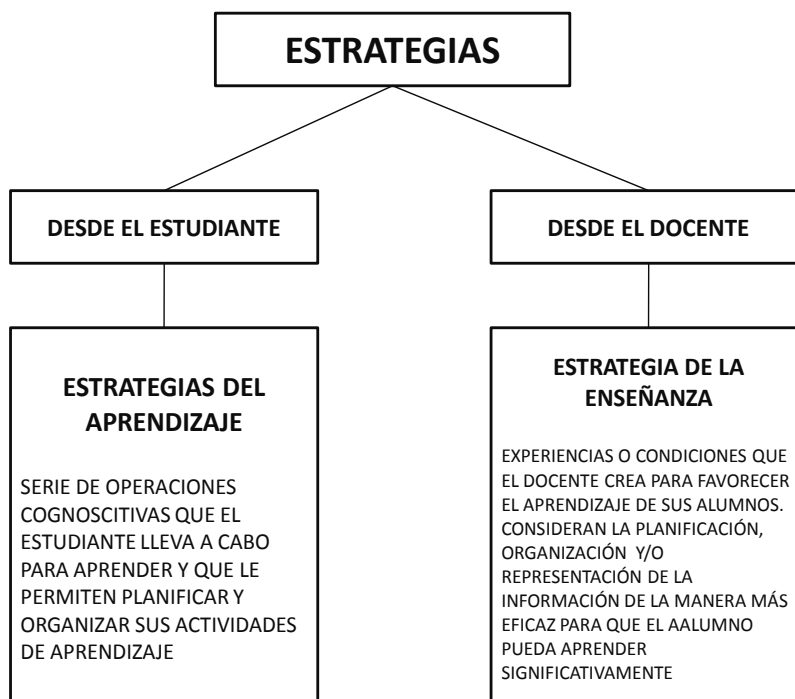 ESTRATEGIAS
DESDE EL ESTUDIANTE
DESDE EL DOCENTE
ESTRATEGIAS DEL
APRENDIZAJE
SERIE DE OPERACIONES
COGNOSCITIVAS QUE EL
ESTUDIANTE LLEVA A CABO
PARA APRENDER Y QUE LE
PERMITEN PLANIFICAR Y
ORGANIZAR SUS ACTIVIDADES
DE APRENDIZAJE
ESTRATEGIA DE LA
ENSEÑANZA
EXPERIENCIAS O CONDICIONES QUE
EL DOCENTE CREA PARA FAVORECER
EL APRENDIZAJE DE SUS ALUMNOS.
CONSIDERAN LA PLANIFICACIÓN,
ORGANIZACIÓN Y/O
REPRESENTACIÓN DE LA
INFORMACIÓN DE LA MANERA MÁS
EFICAZ PARA QUE EL AALUMNO
PUEDA APRENDER
SIGNIFICATIVAMENTE